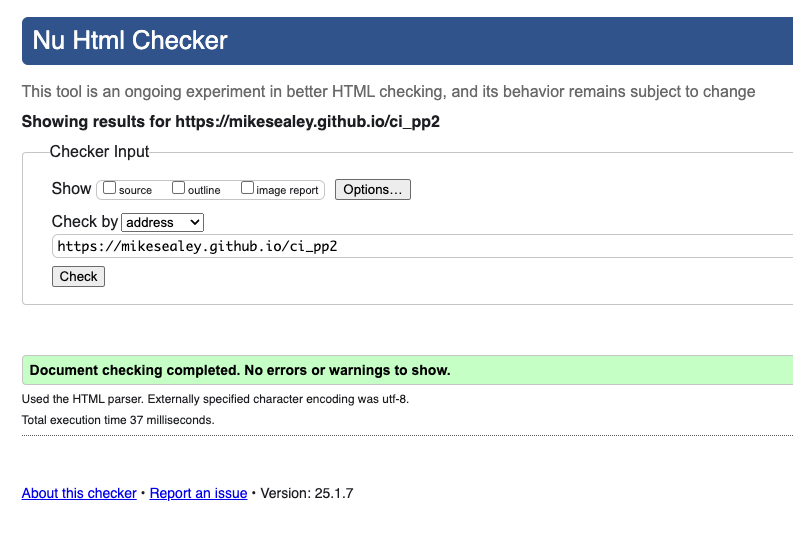 Nu Html Checker
This tool is an ongoing experiment in better HTML checking, and its behavior remains subject to change
Showing results for https://mikesealey.github.io/ci_pp2
Checker Input
Show source outline image report Options…
Check by address
https://mikesealey.github.io/ci_pp2
Check
Document checking completed. No errors or warnings to show.
Used the HTML parser. Externally specified character encoding was utf-8.
Total execution time 37 milliseconds.
About this checker • Report an issue • Version: 25.1.7